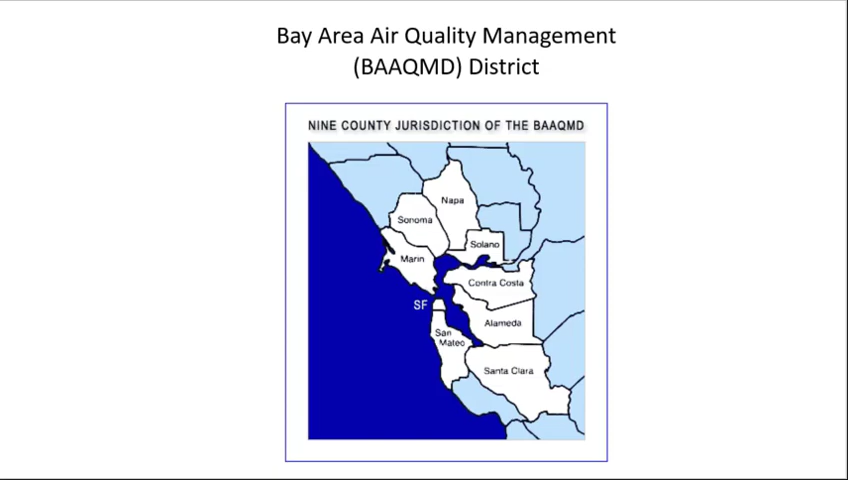 Bay Area Air Quality Management
(BAAQMD) District
NINE COUNTY JURISDICTION OF THE BAAQMD
Napa
Sonoma
Solano
Marin
Contra Costa
SF
Alameda
San
Mateo
Santa Clara